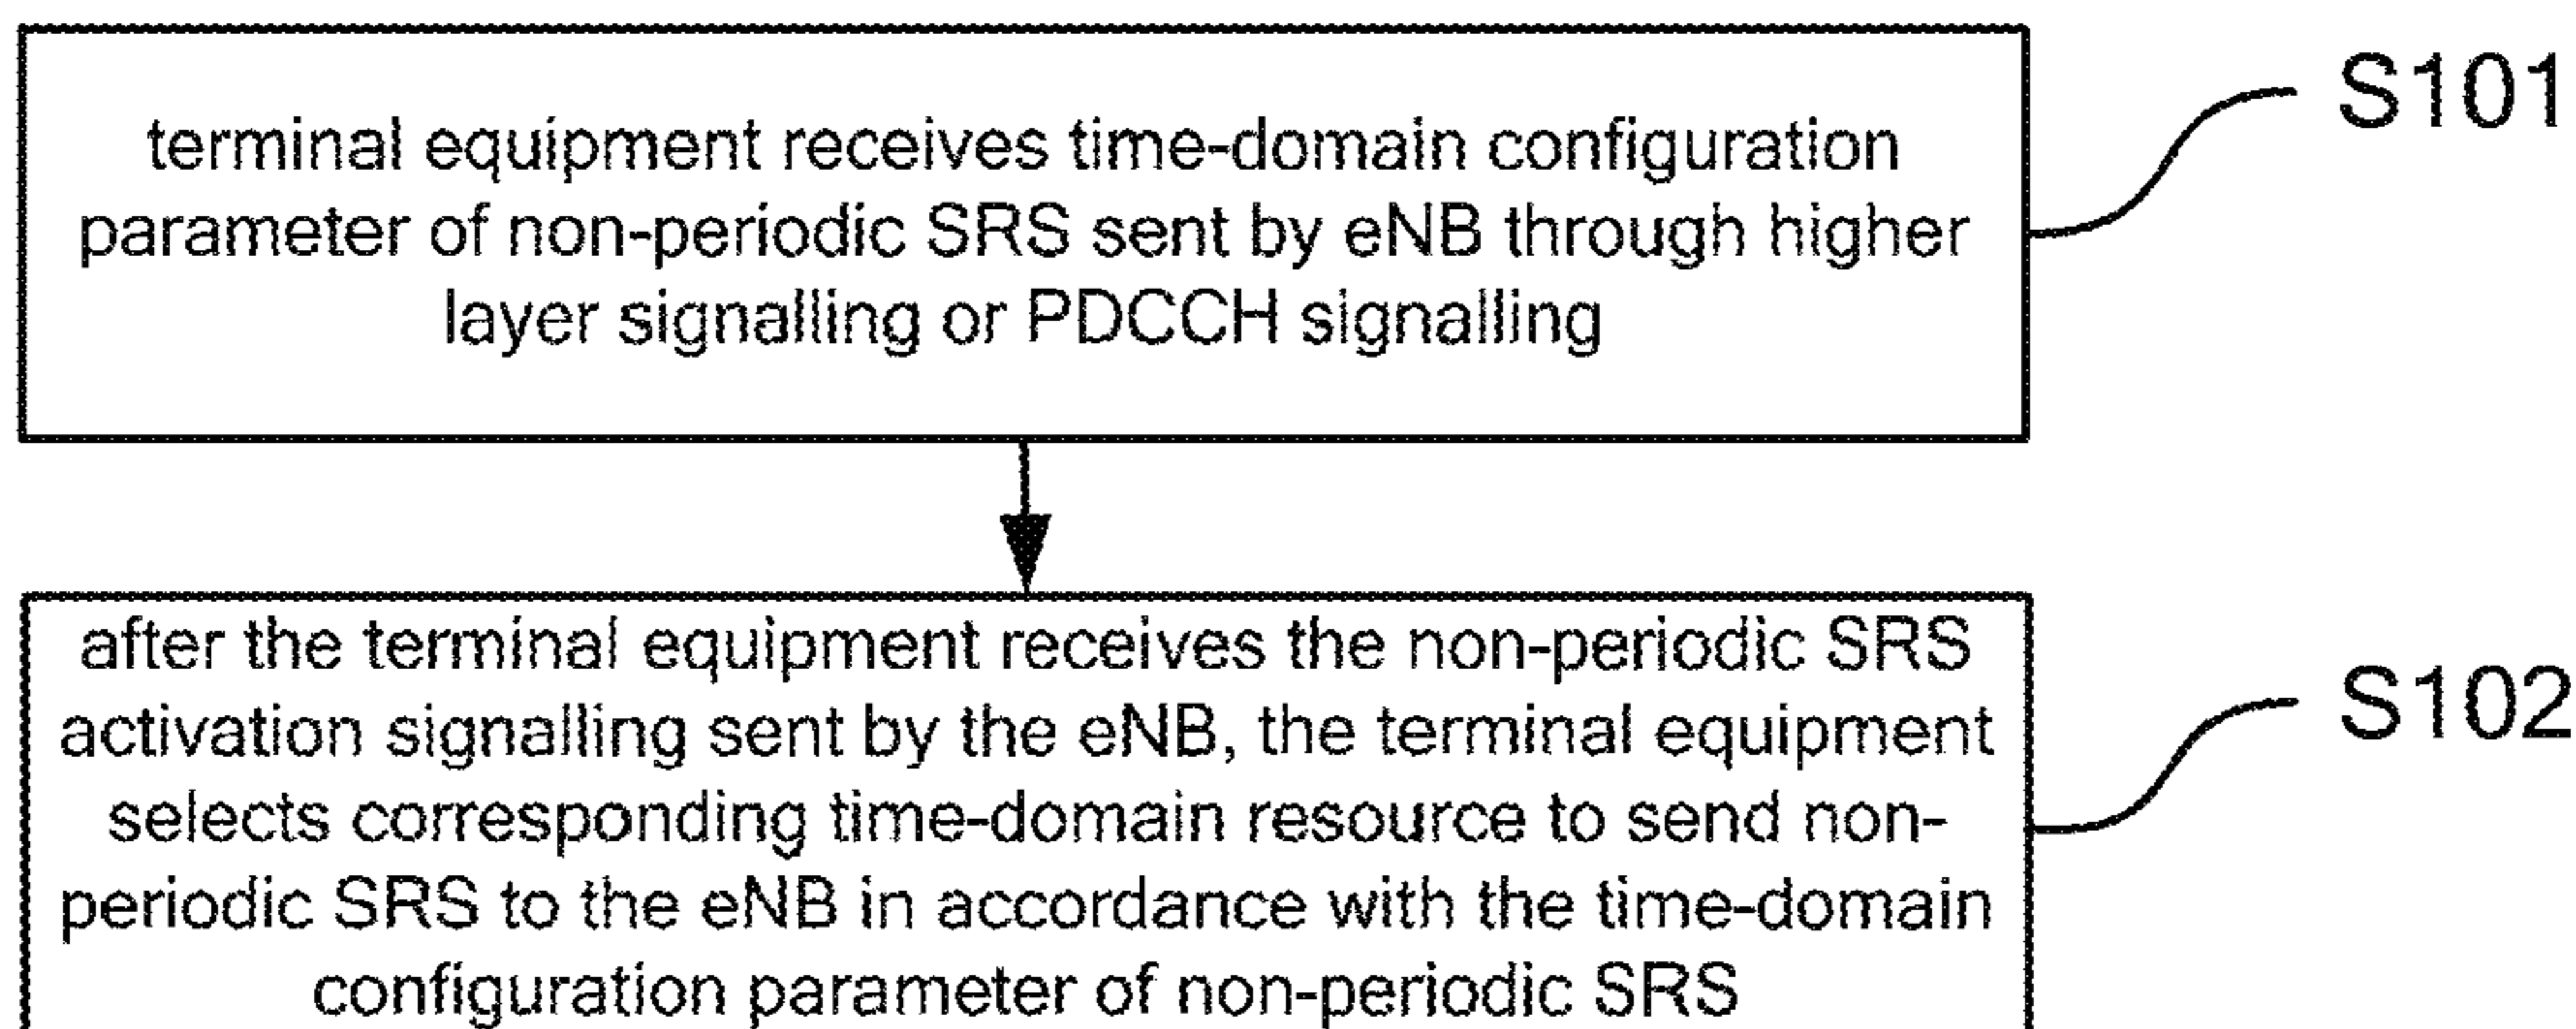 S101
terminal equipment receives time-domain configuration
parameter of non-periodic SRS sent by eNB through higher
layer signalling or PDCCH signalling
after the terminal equipment receives the non-periodic SRS
activation signalling sent by the eNB, the terminal equipment
S102
selects corresponding time-domain resource to send non-
periodic SRS to the eNB in accordance with the time-domain
configuration parameter of non-periodic SRS